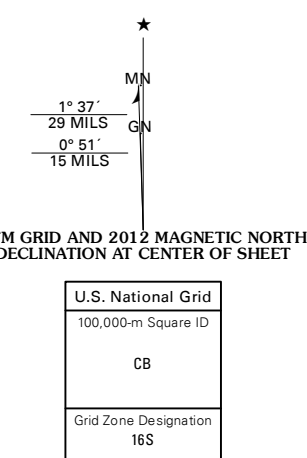 ★
MN
1° 37´
29 MILS
GN
0° 51´
15 MILS
GRID AND 2012 MAGNETIC NORTH
DECLINATION AT CENTER OF SHEET
U.S. National Grid
100,000-m Square ID
CB
Grid Zone Designation
16S